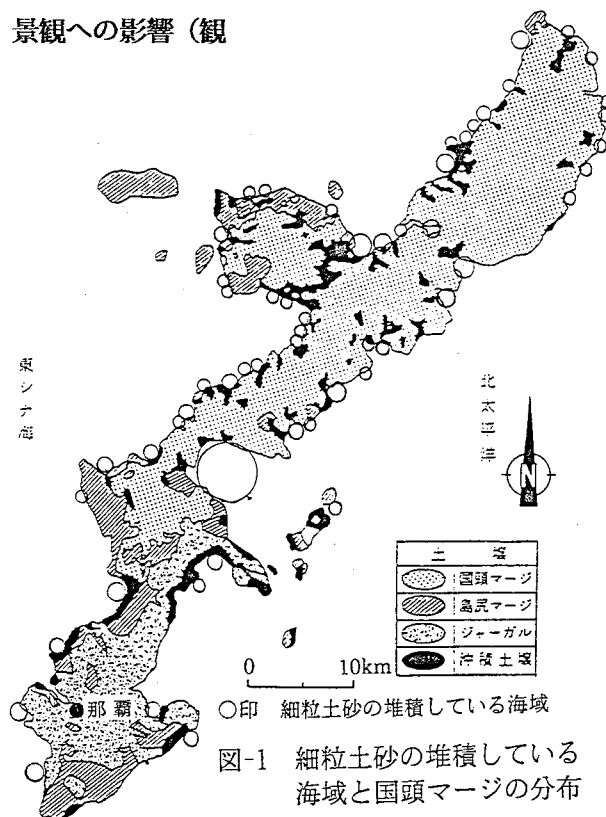 景観への影響（観
東シナ海
北太平洋
N
土 壌
国頭マージ
島尻マージ
ジャーガル
沖積土壌
0 10km
那覇
○印 細粒土砂の堆積している海域
図-1 細粒土砂の堆積している
海域と国頭マージの分布